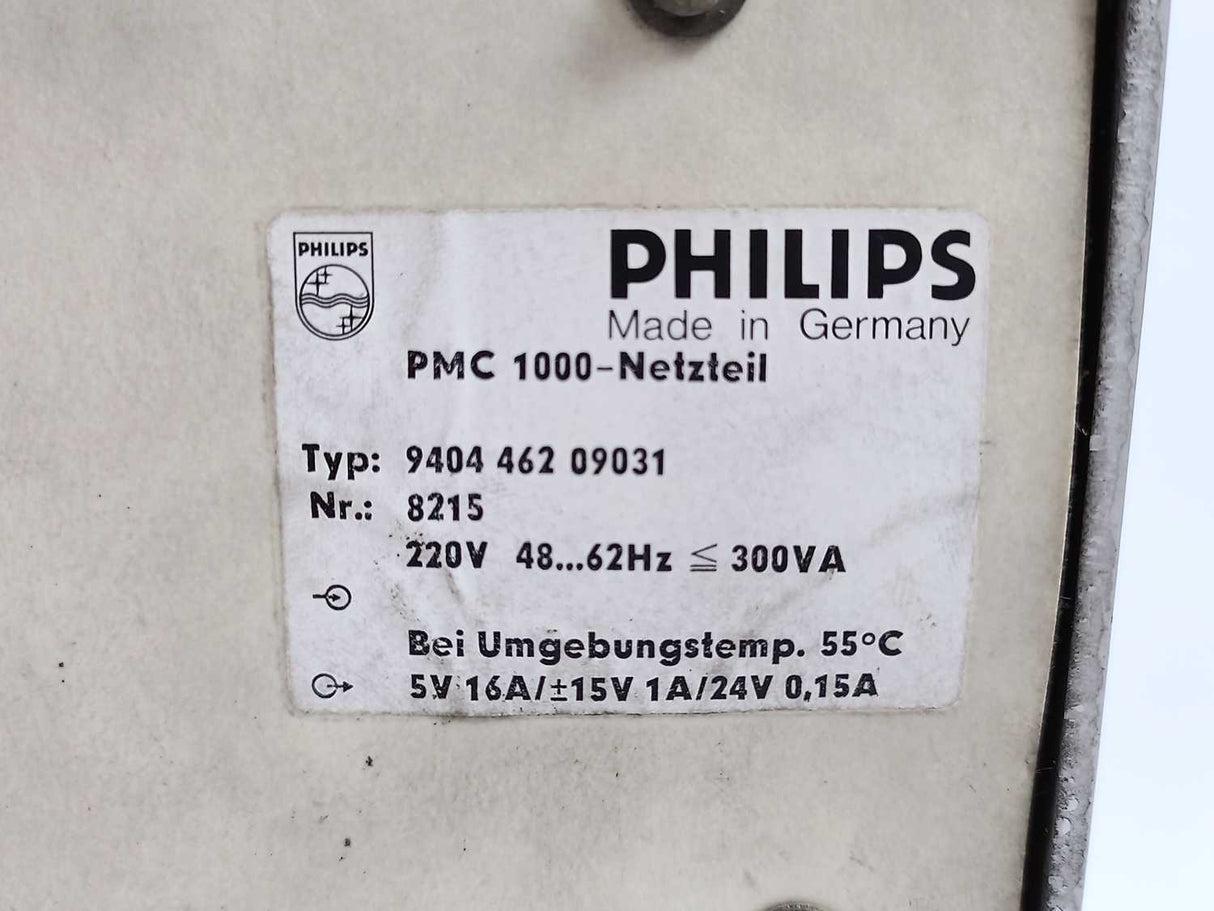 PHILIPS
PHILIPS
Made in Germany
PMC 1000-Netzteil
Typ: 9404 462 09031
Nr.: 8215
220V 48...62Hz ≦ 300VA
Bei Umgebungstemp. 55°C
5V 16A/±15V 1A/24V 0,15A